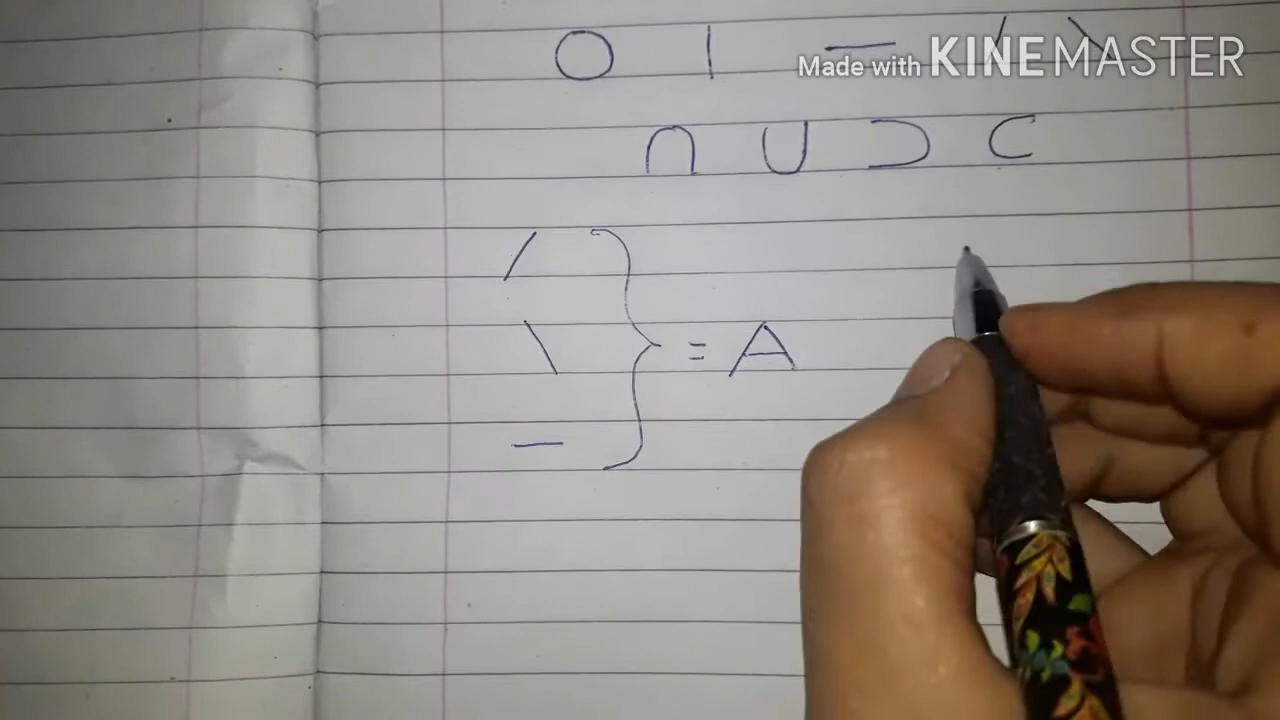 Made with KINEMASTER
O | — / \
∩ ∪ ⊃ ⊂
/
\ } = A
—